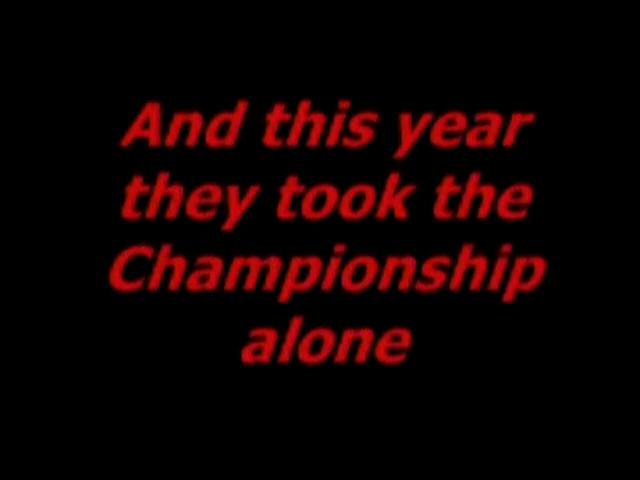 And this year
they took the
Championship
alone